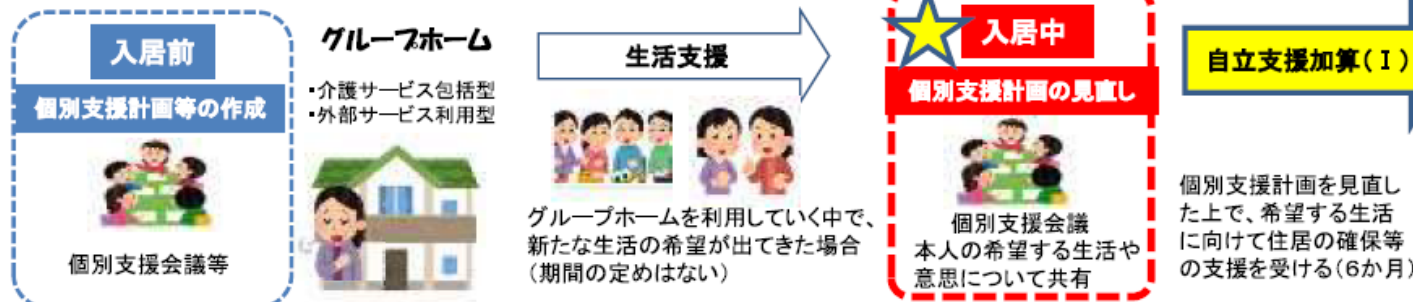 入居前
個別支援計画等の作成
個別支援会議等
グループホーム
・介護サービス包括型
・外部サービス利用型
生活支援
グループホームを利用していく中で、
新たな生活の希望が出てきた場合
（期間の定めはない）
入居中
個別支援計画の見直し
個別支援会議
本人の希望する生活や
意思について共有
自立支援加算（Ⅰ）
個別支援計画を見直し
た上で、希望する生活
に向けて住居の確保等
の支援を受ける（6か月）